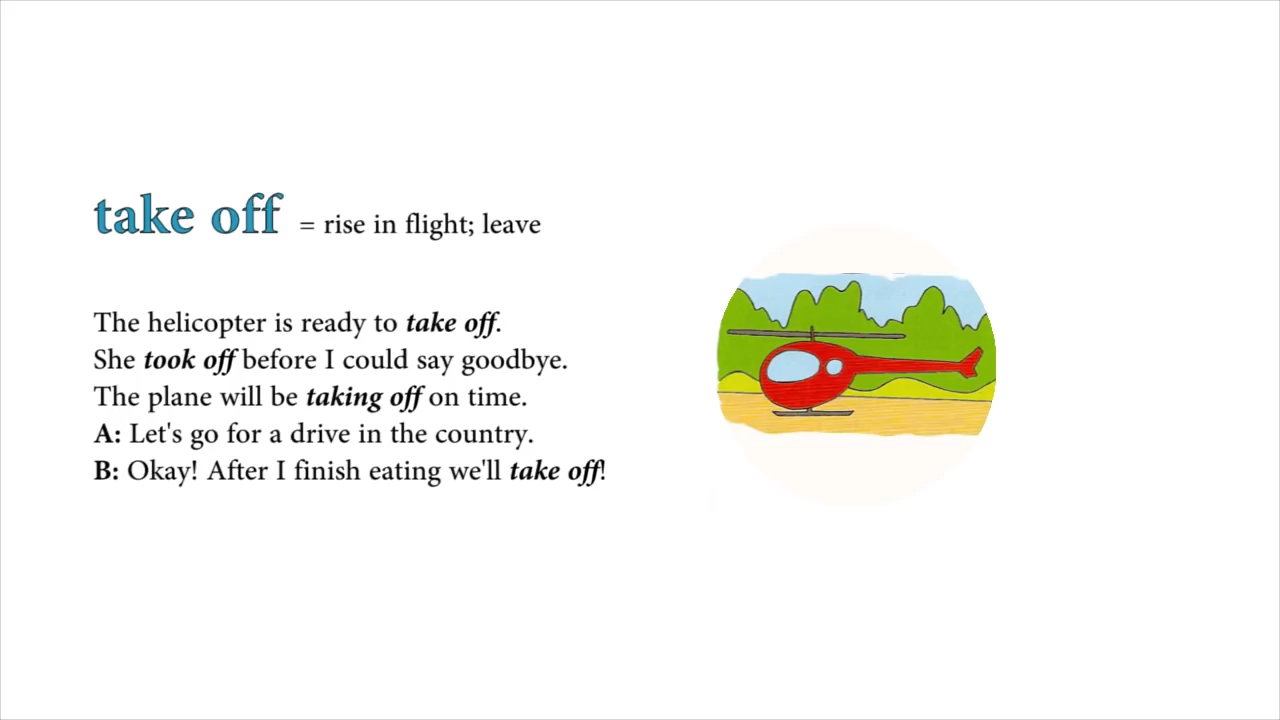 take off = rise in flight; leave
The helicopter is ready to take off.
She took off before I could say goodbye.
The plane will be taking off on time.
A: Let's go for a drive in the country.
B: Okay! After I finish eating we'll take off!